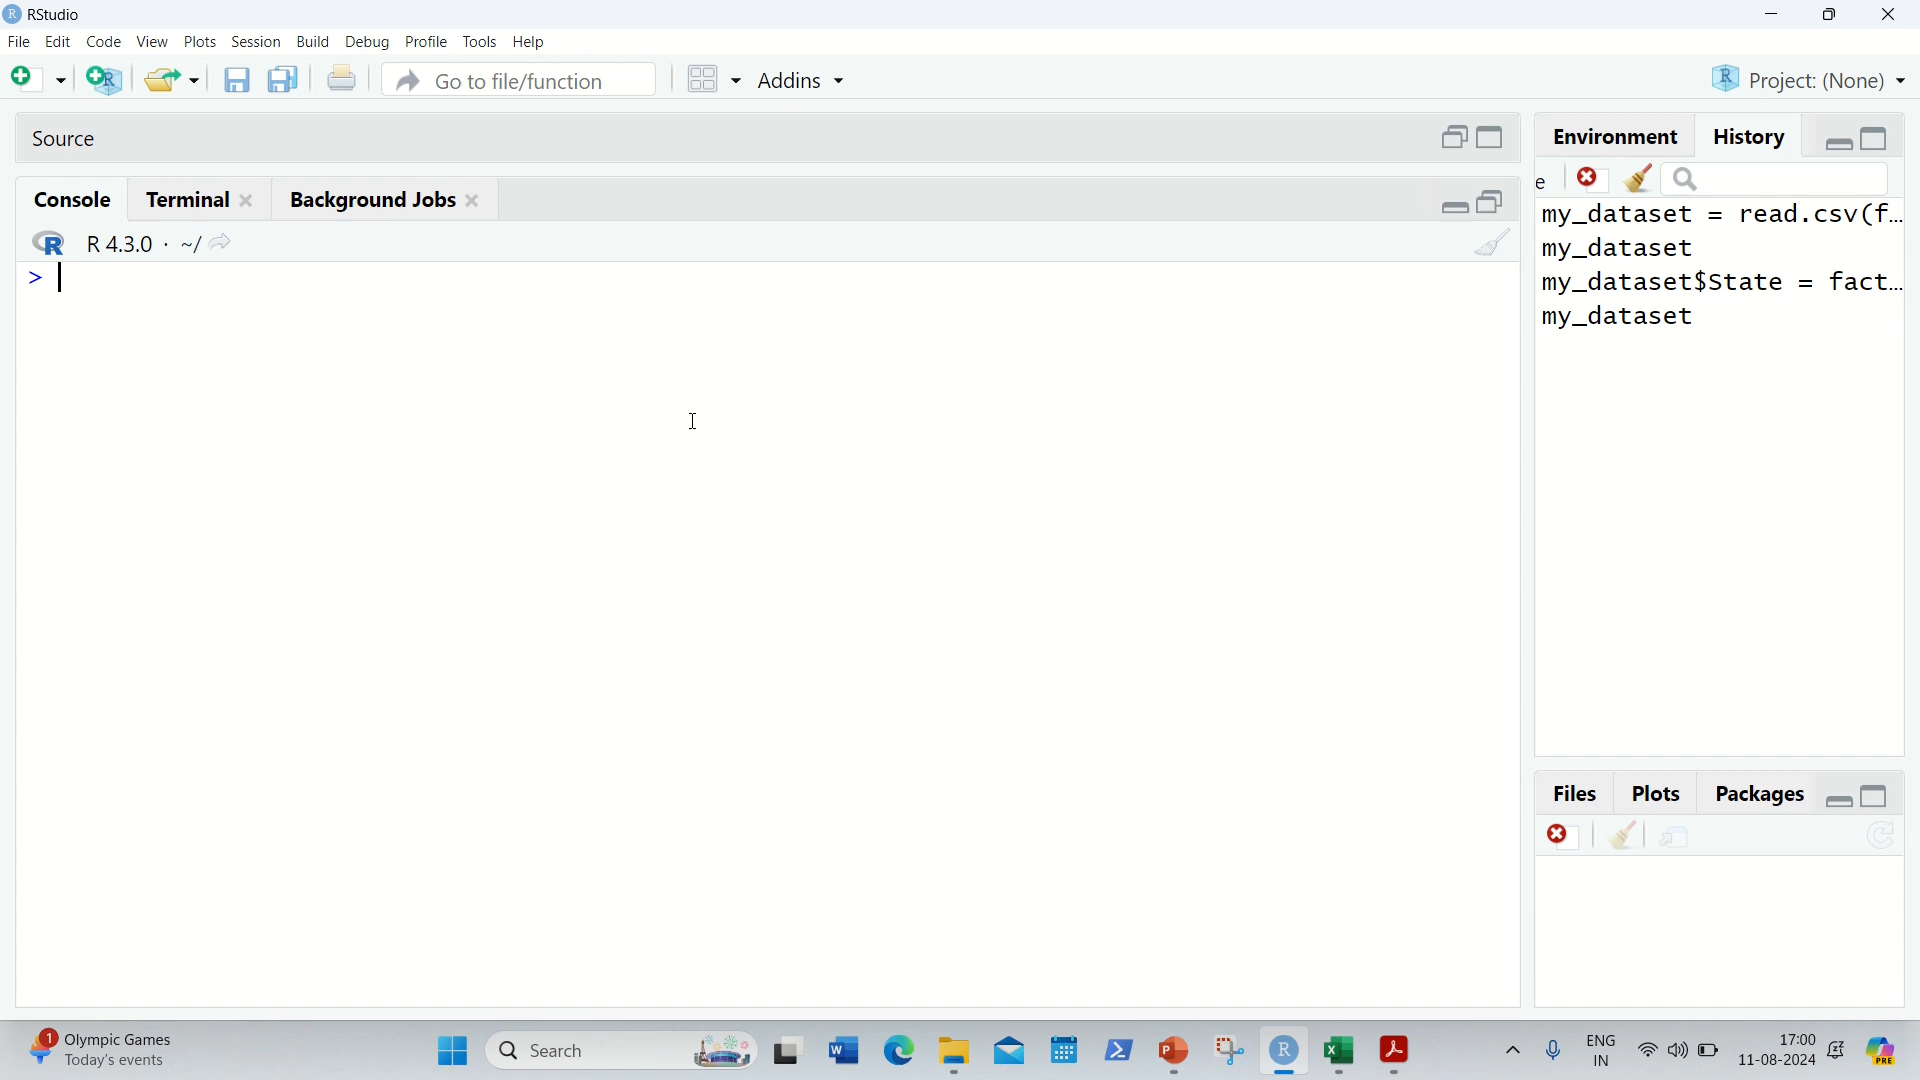 RStudio
File Edit Code View Plots Session Build Debug Profile Tools Help
Go to file/function
Addins
Project: (None)
Source
Console Terminal Background Jobs
R 4.3.0 · ~/
>
Environment History
e
my_dataset = read.csv(f...
my_dataset
my_dataset$State = fact...
my_dataset
Files Plots Packages
1
Olympic Games
Today's events
Search
ENG
IN
17:00
11-08-2024
PRE